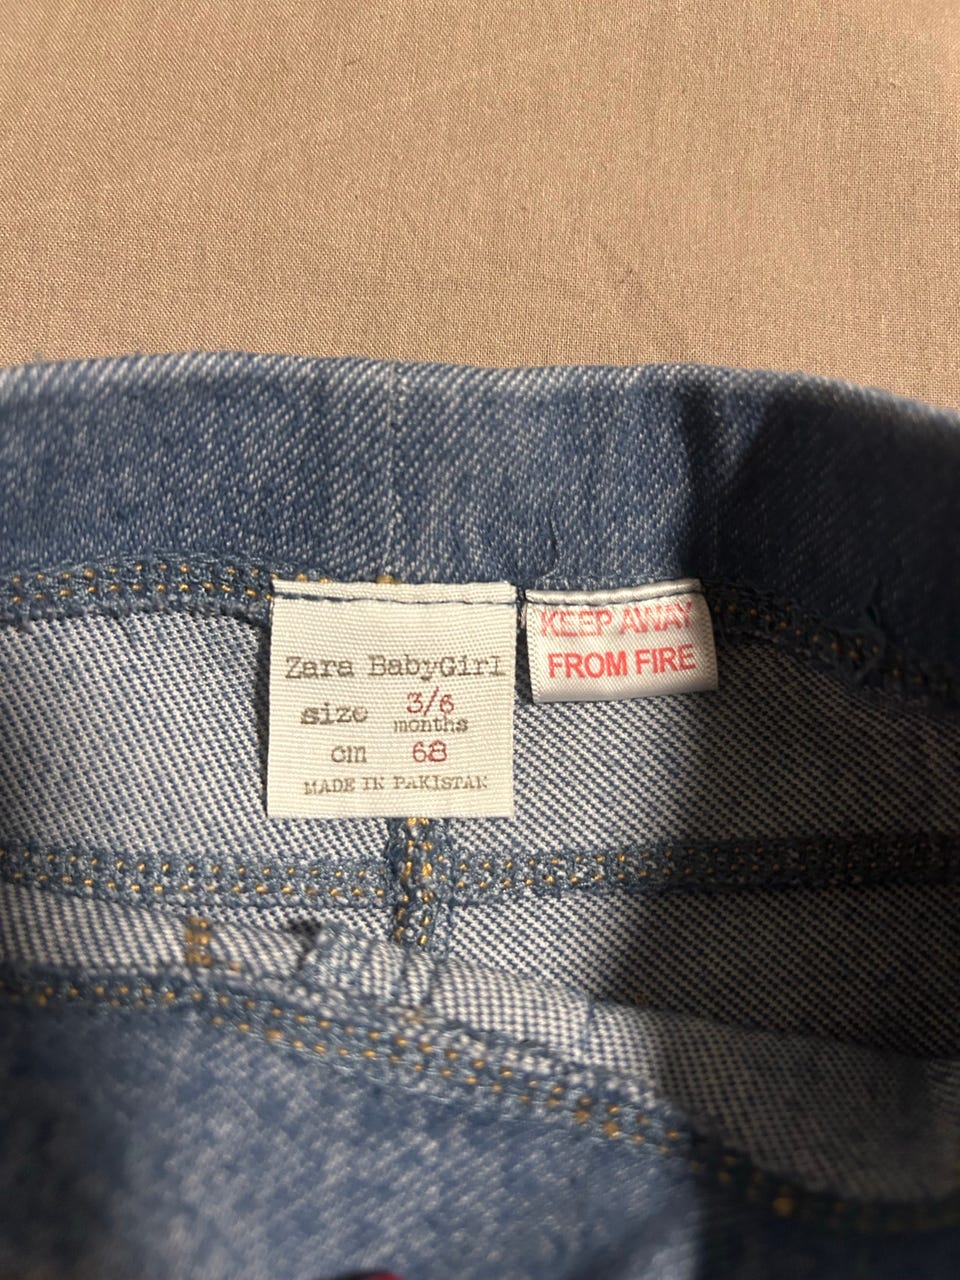 Zara BabyGirl
size 3/6
months
cm 68
MADE IN PAKISTAN
KEEP AWAY
FROM FIRE